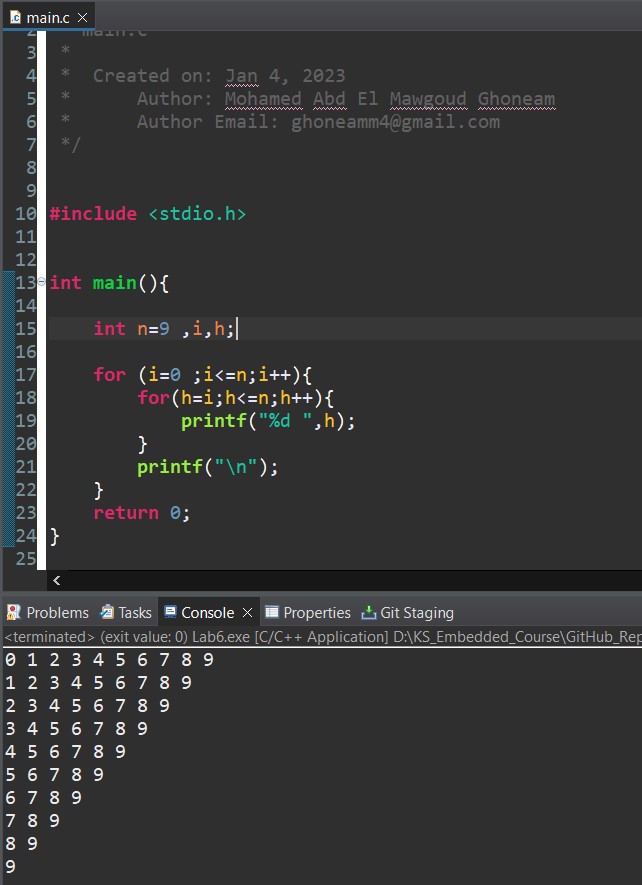 main.c
2 * main.c
3 *
4 * Created on: Jan 4, 2023
5 * Author: Mohamed Abd El Mawgoud Ghoneam
6 * Author Email: ghoneamm4@gmail.com
7 */
8
9
10 #include <stdio.h>
11
12
13 int main(){
14
15 int n=9 ,i,h;
16
17 for (i=0 ;i<=n;i++){
18 for(h=i;h<=n;h++){
19 printf("%d ",h);
20 }
21 printf("\n");
22 }
23 return 0;
24 }
25
Problems Tasks Console Properties Git Staging
<terminated> (exit value: 0) Lab6.exe [C/C++ Application] D:\KS_Embedded_Course\GitHub_Rep
0 1 2 3 4 5 6 7 8 9
1 2 3 4 5 6 7 8 9
2 3 4 5 6 7 8 9
3 4 5 6 7 8 9
4 5 6 7 8 9
5 6 7 8 9
6 7 8 9
7 8 9
8 9
9